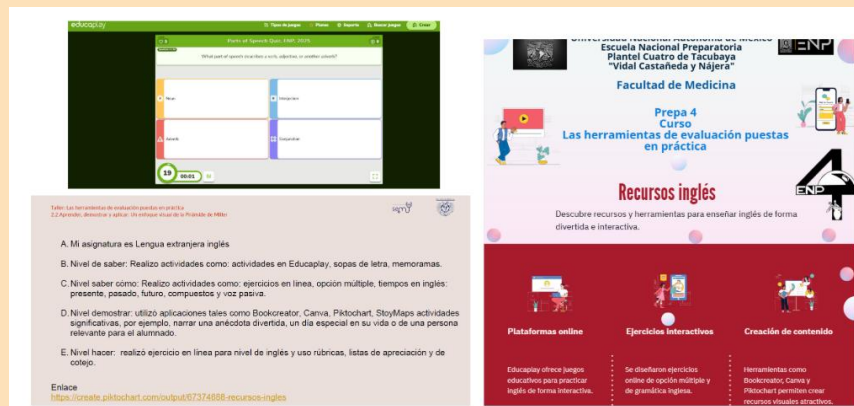 educaplay
Tipos de juegos
Planes
Soporte
Buscar juegos
Crear
Parts of Speech Quiz: ENP, 2025
What part of speech describes a verb, adjective, or another adverb?
Noun
Adverb
19
00:01
Taller: Las herramientas de evaluación puestas en práctica
2.2 Aprender, demostrar y aplicar. Un enfoque visual de la Pirámide de Miller
A. Mi asignatura es Lengua extranjera inglés
B. Nivel de saber: Realizo actividades como: actividades en Educaplay, sopas de letra, memoramas.
C. Nivel saber cómo: Realizo actividades como: ejercicios en línea, opción múltiple, tiempos en inglés:
presente, pasado, futuro, compuestos y voz pasiva.
D. Nivel demostrar: utilizó aplicaciones tales como Bookcreator, Canva, Piktochart, StoyMaps actividades
significativas, por ejemplo, narrar una anécdota divertida, un día especial en su vida o de una persona
relevante para el alumnado.
E. Nivel hacer: realizó ejercicio en línea para nivel de inglés y uso rúbricas, listas de apreciación y de
cotejo.
Enlace
https://create.piktochart.com/output/67374888-recursos-ingles
Universidad Nacional Autónoma de México
Escuela Nacional Preparatoria
Plantel Cuatro de Tacubaya
"Vidal Castañeda y Nájera"
ENP
Facultad de Medicina
Prepa 4
Curso
Las herramientas de evaluación puestas
en práctica
ENP
Recursos inglés
Descubre recursos y herramientas para enseñar inglés de forma
divertida e interactiva.
Plataformas online
Educaplay ofrece juegos
educativos para practicar
inglés de forma interactiva.
Ejercicios interactivos
Se diseñaron ejercicios
online de opción múltiple y
de gramática inglesa.
Creación de contenido
Herramientas como
Bookcreator, Canva y
Piktochart permiten crear
recursos visuales atractivos.